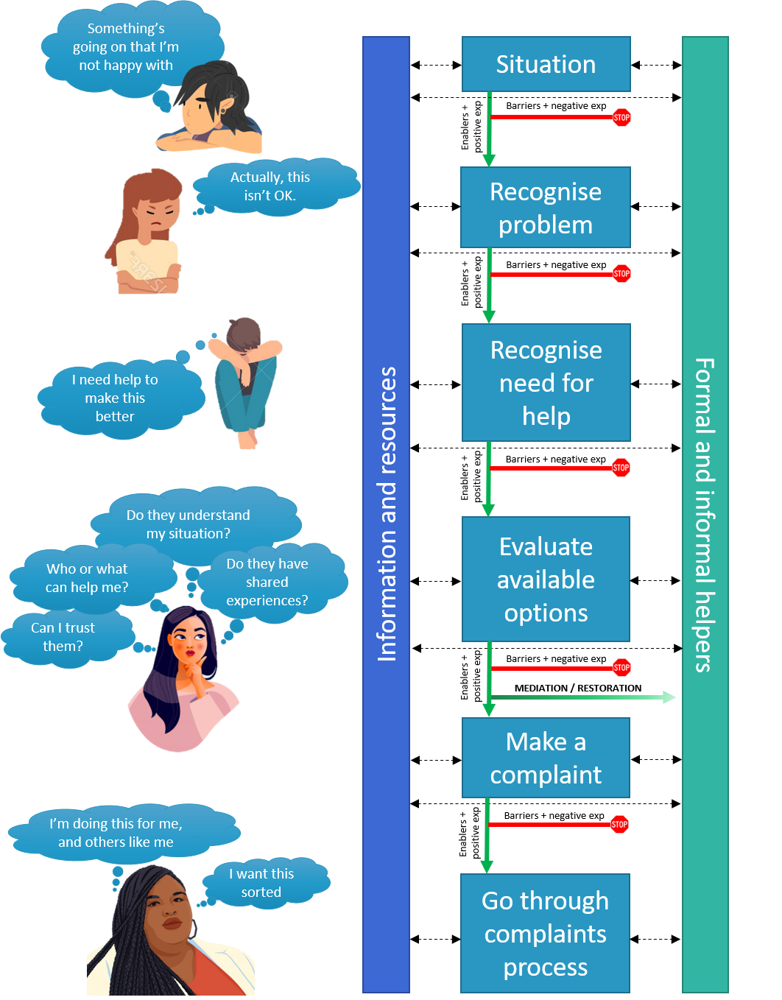 Something's
going on that I'm
not happy with
Actually, this
isn't OK.
I need help to
make this
better
Do they understand
my situation?
Who or what
can help me?
Do they have
shared
experiences?
Can I trust
them?
I'm doing this for me,
and others like me
I want this
sorted
Information and resources
Situation
Enablers +
positive exp
Barriers + negative exp
STOP
Recognise
problem
Enablers +
positive exp
Barriers + negative exp
STOP
Recognise
need for
help
Enablers +
positive exp
Barriers + negative exp
STOP
Evaluate
available
options
Enablers +
positive exp
Barriers + negative exp
STOP
MEDIATION / RESTORATION
Make a
complaint
Enablers +
positive exp
Barriers + negative exp
STOP
Go through
complaints
process
Formal and informal helpers